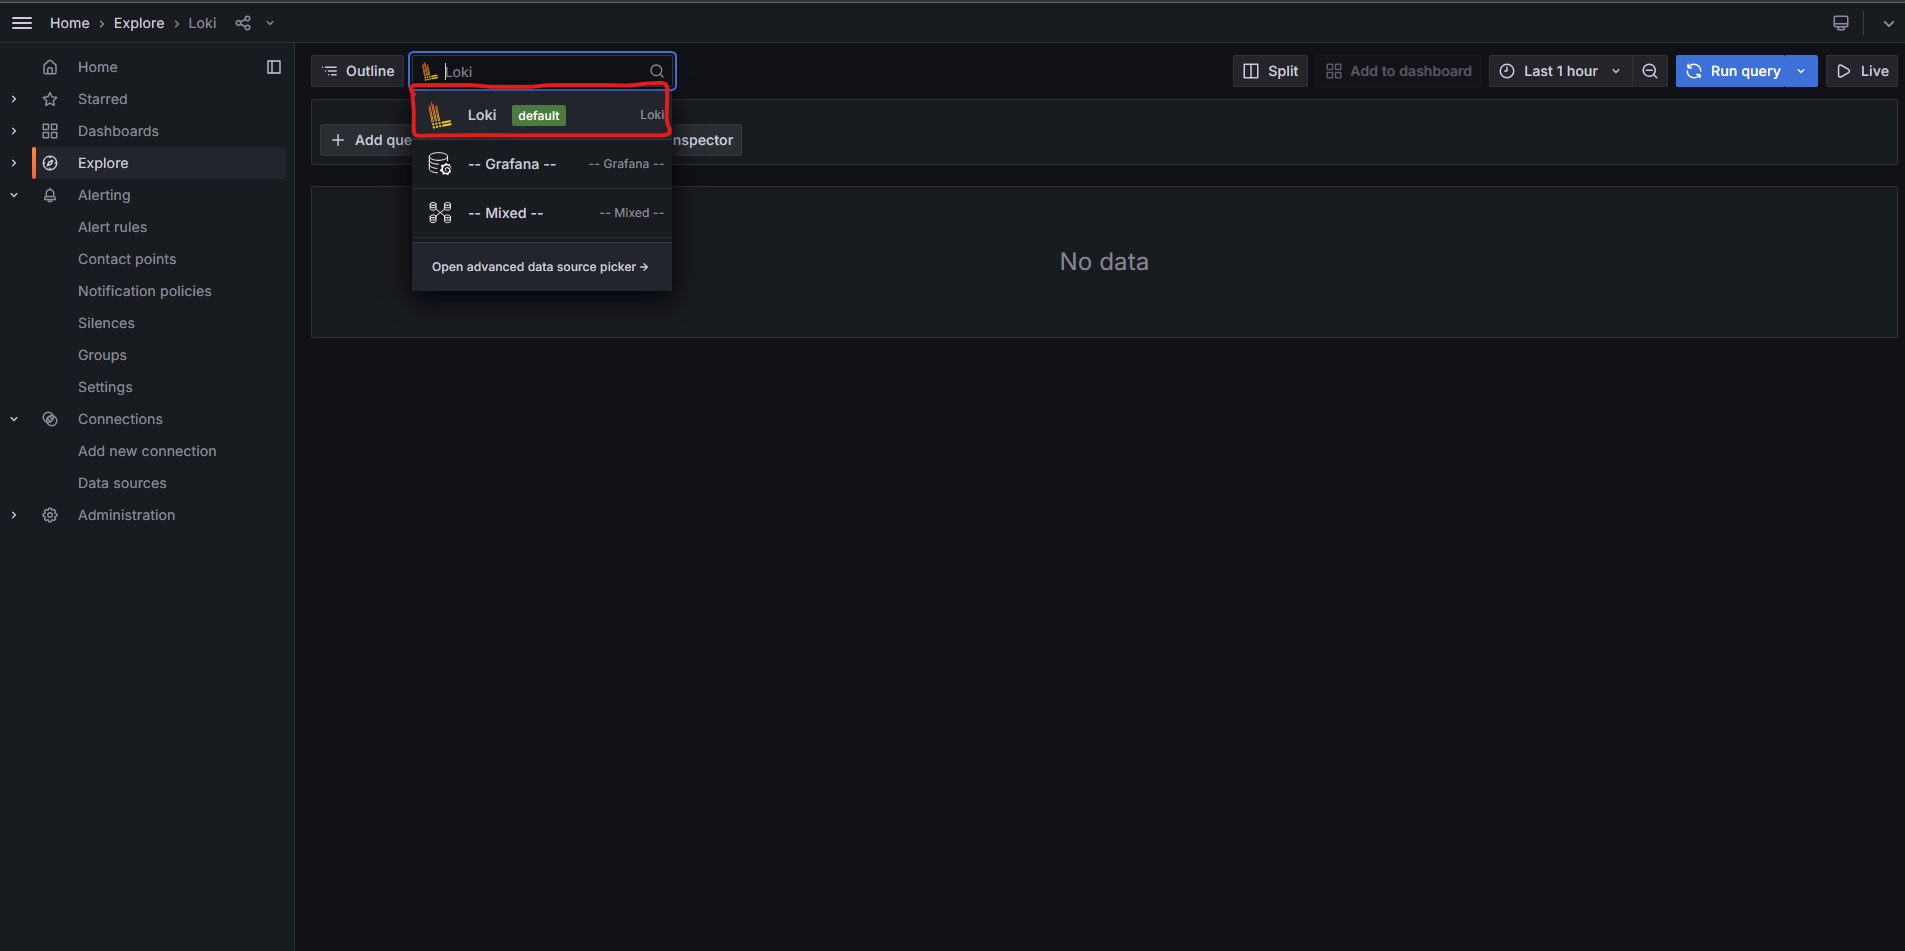 Home › Explore › Loki
Home
Starred
Dashboards
Explore
Alerting
Alert rules
Contact points
Notification policies
Silences
Groups
Settings
Connections
Add new connection
Data sources
Administration
Outline
Loki
Split
Add to dashboard
Last 1 hour
Run query
Live
Loki default Loki
-- Grafana -- -- Grafana --
-- Mixed -- -- Mixed --
Open advanced data source picker →
+ Add que
nspector
No data